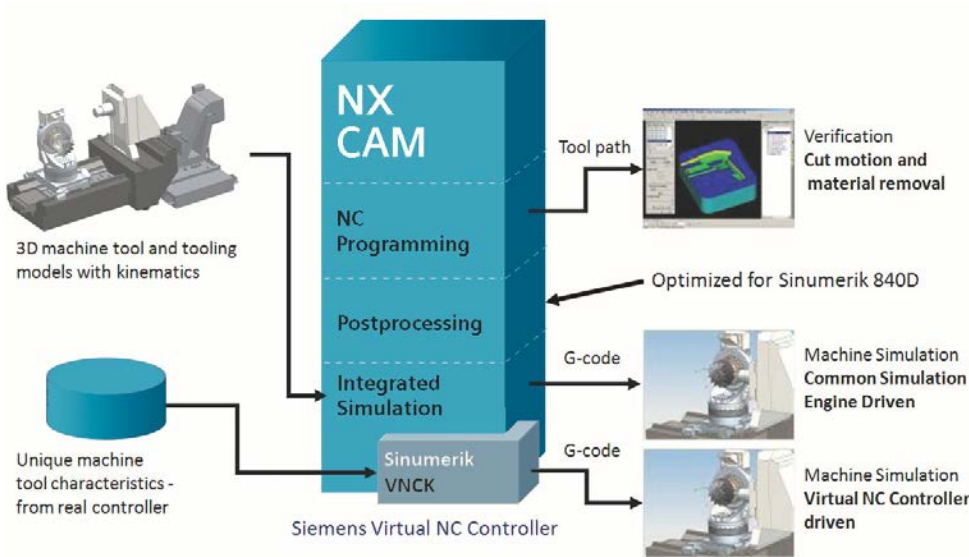 NX
CAM
NC
Programming
Postprocessing
Integrated
Simulation
Sinumerik
VNCK
Siemens Virtual NC Controller
3D machine tool and tooling
models with kinematics
Unique machine
tool characteristics -
from real controller
Tool path
Verification
Cut motion and
material removal
Optimized for Sinumerik 840D
G-code
Machine Simulation
Common Simulation
Engine Driven
G-code
Machine Simulation
Virtual NC Controller
driven